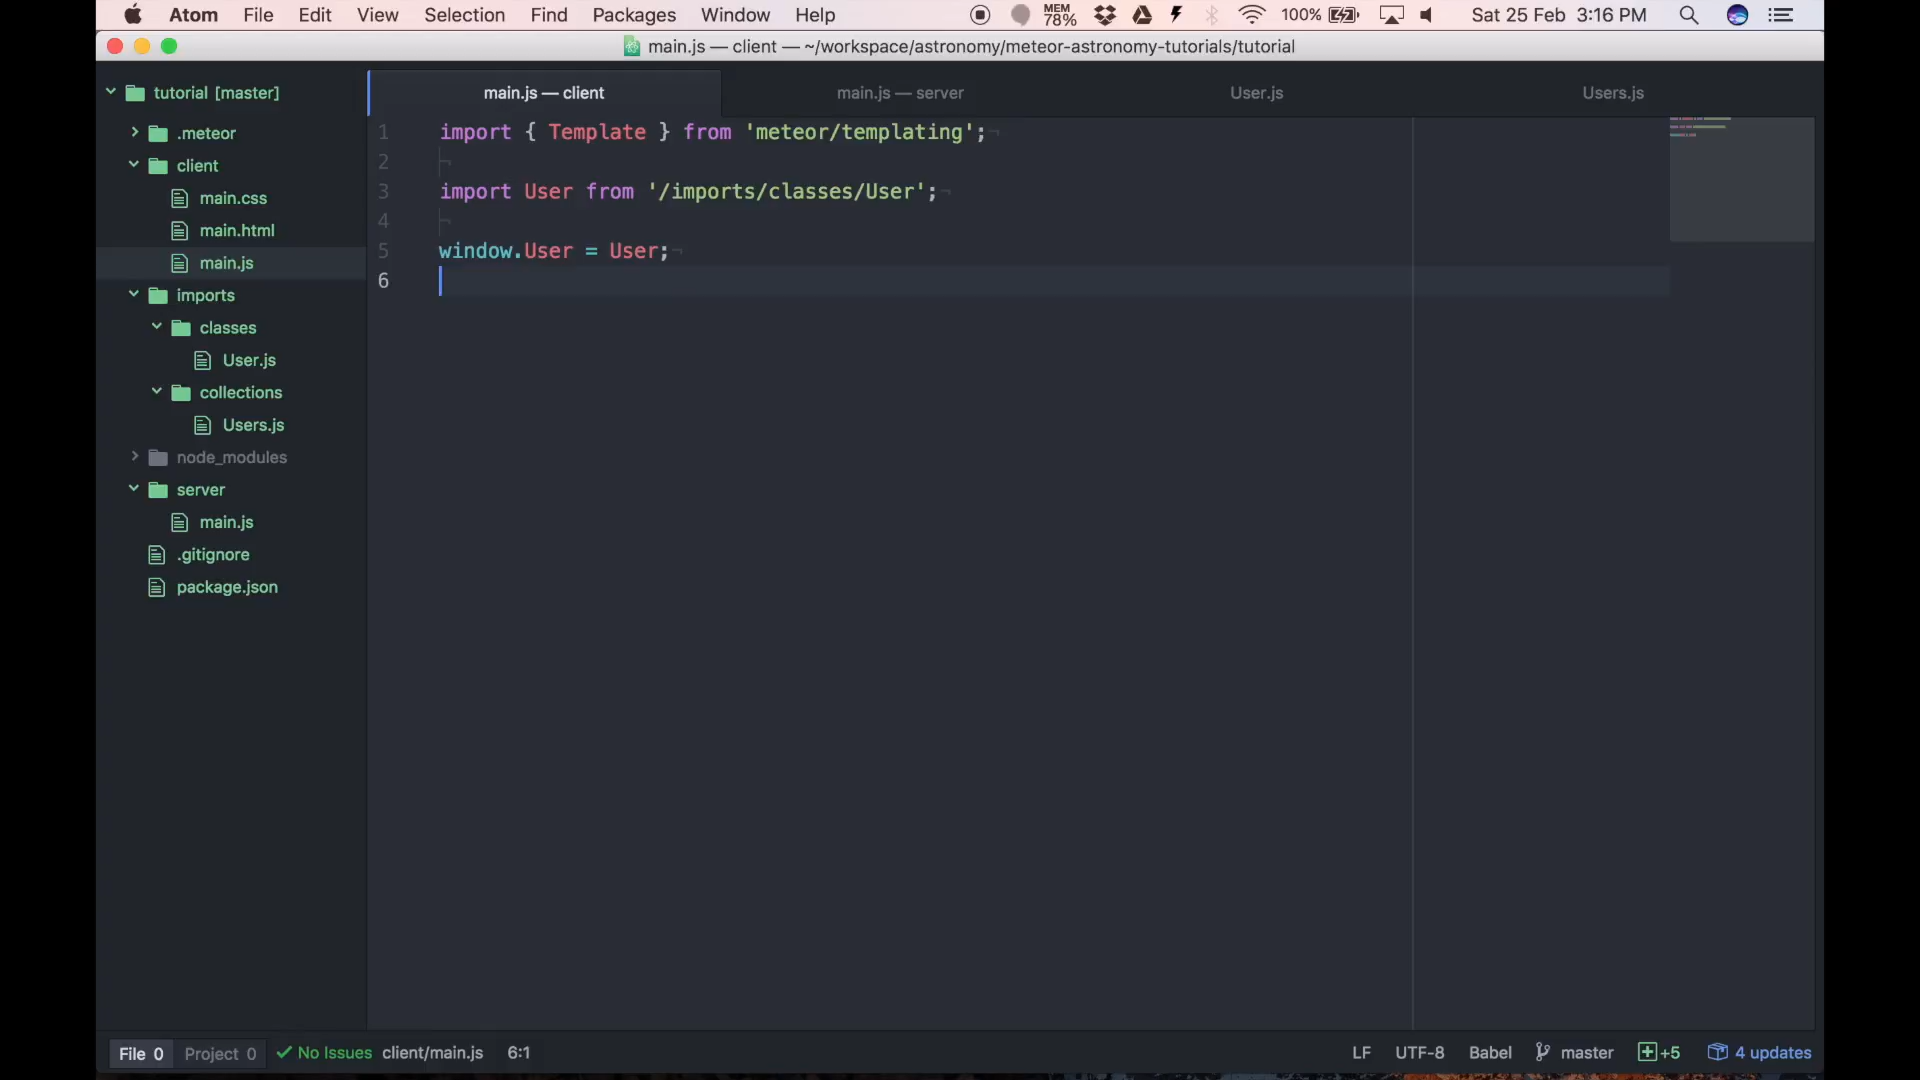 Atom File Edit View Selection Find Packages Window Help MEM 78% 100% Sat 25 Feb 3:16 PM
main.js — client — ~/workspace/astronomy/meteor-astronomy-tutorials/tutorial
tutorial [master]
.meteor
client
main.css
main.html
main.js
imports
classes
User.js
collections
Users.js
node_modules
server
main.js
.gitignore
package.json
main.js — client main.js — server User.js Users.js
1 import { Template } from 'meteor/templating';¬
2 ¬
3 import User from '/imports/classes/User';¬
4 ¬
5 window.User = User;¬
6
File 0 Project 0 No Issues client/main.js 6:1 LF UTF-8 Babel master +5 4 updates